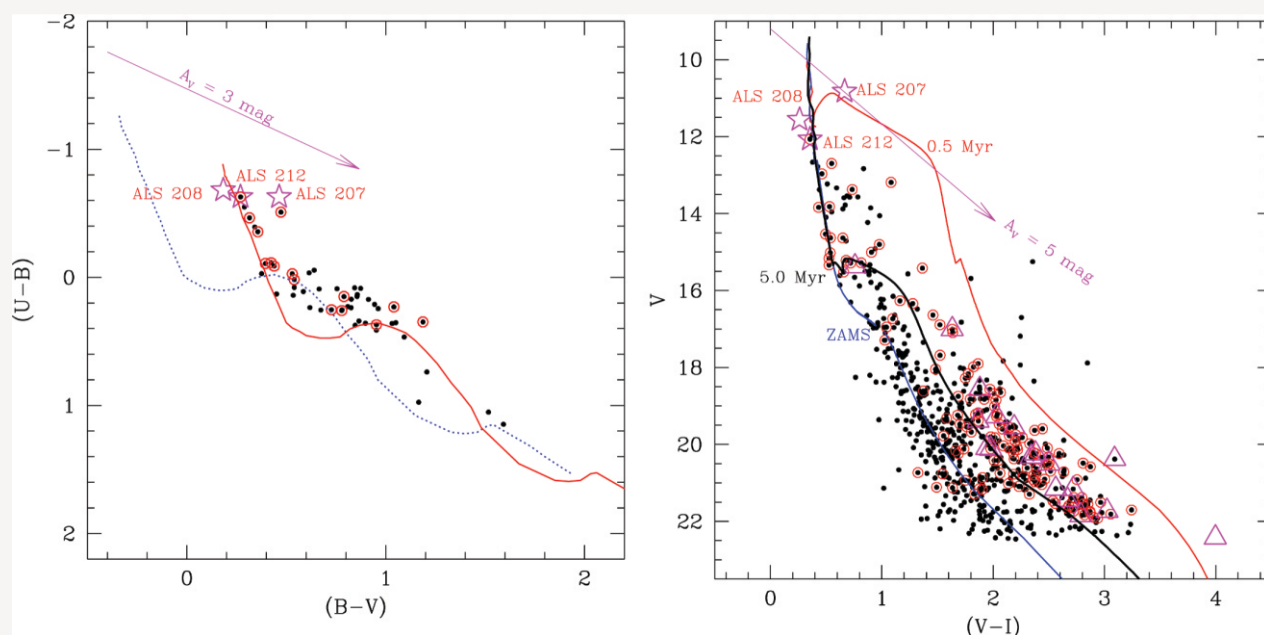 -2
-1
0
1
2
(U-B)
A_V = 3 mag
ALS 212
ALS 208
ALS 207
0
1
2
(B-V)
10
12
14
16
18
20
22
V
ALS 208
ALS 207
ALS 212
0.5 Myr
A_V = 5 mag
5.0 Myr
ZAMS
0
1
2
3
4
(V-I)